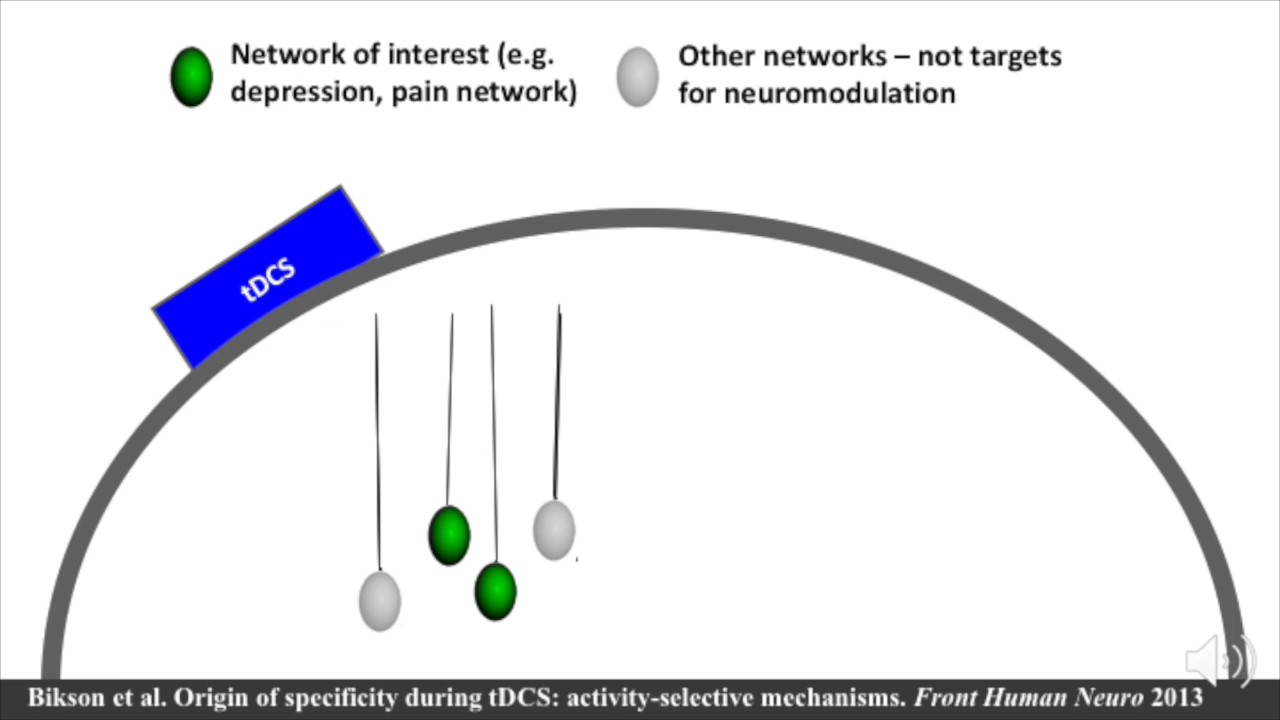 Network of interest (e.g.
depression, pain network)
Other networks – not targets
for neuromodulation
tDCS
Bikson et al. Origin of specificity during tDCS: activity-selective mechanisms. Front Human Neuro 2013